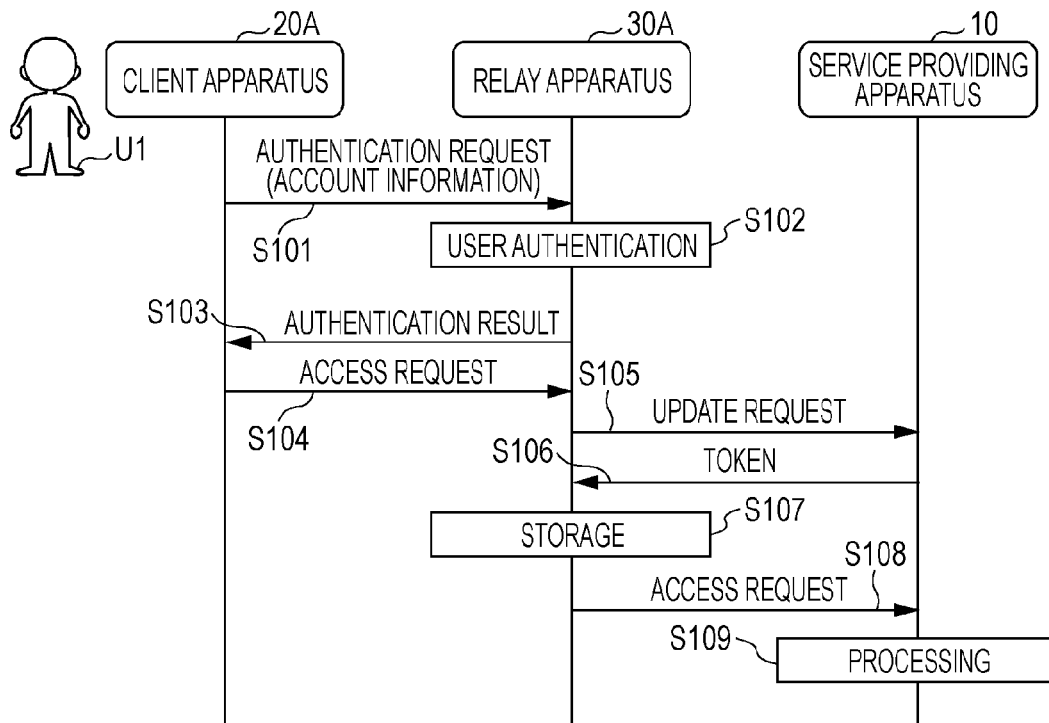 20A
30A
10
CLIENT APPARATUS
RELAY APPARATUS
SERVICE PROVIDING
APPARATUS
U1
AUTHENTICATION REQUEST
(ACCOUNT INFORMATION)
S101
S102
USER AUTHENTICATION
S103
AUTHENTICATION RESULT
ACCESS REQUEST
S104
S105
UPDATE REQUEST
S106
TOKEN
S107
STORAGE
S108
ACCESS REQUEST
S109
PROCESSING